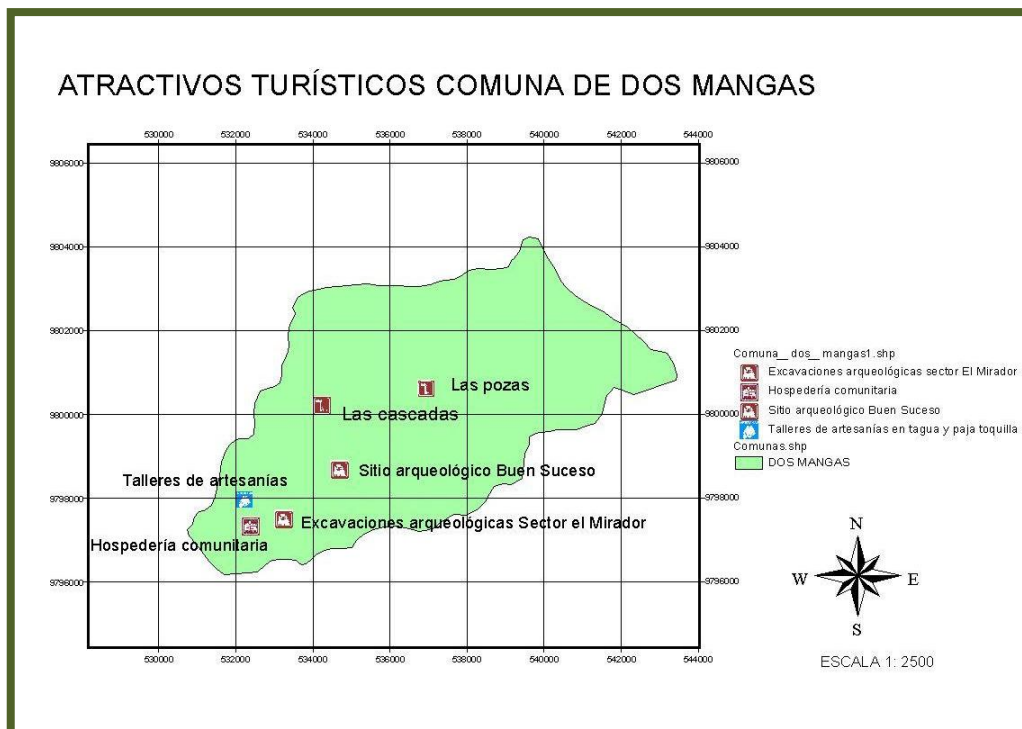 ATRACTIVOS TURÍSTICOS COMUNA DE DOS MANGAS
530000 532000 534000 536000 538000 540000 542000 544000
9806000 9806000
9804000 9804000
9802000 9802000
9800000 9800000
9798000 9798000
9796000 9796000
Las pozas
Las cascadas
Sitio arqueológico Buen Suceso
Talleres de artesanías
Excavaciones arqueológicas Sector el Mirador
Hospedería comunitaria
530000 532000 534000 536000 538000 540000 542000 544000
Comuna__dos__mangas1.shp
Excavaciones arqueológicas sector El Mirador
Hospedería comunitaria
Sitio arqueológico Buen Suceso
Talleres de artesanías en tagua y paja toquilla
Comunas.shp
DOS MANGAS
N
W E
S
ESCALA 1: 2500